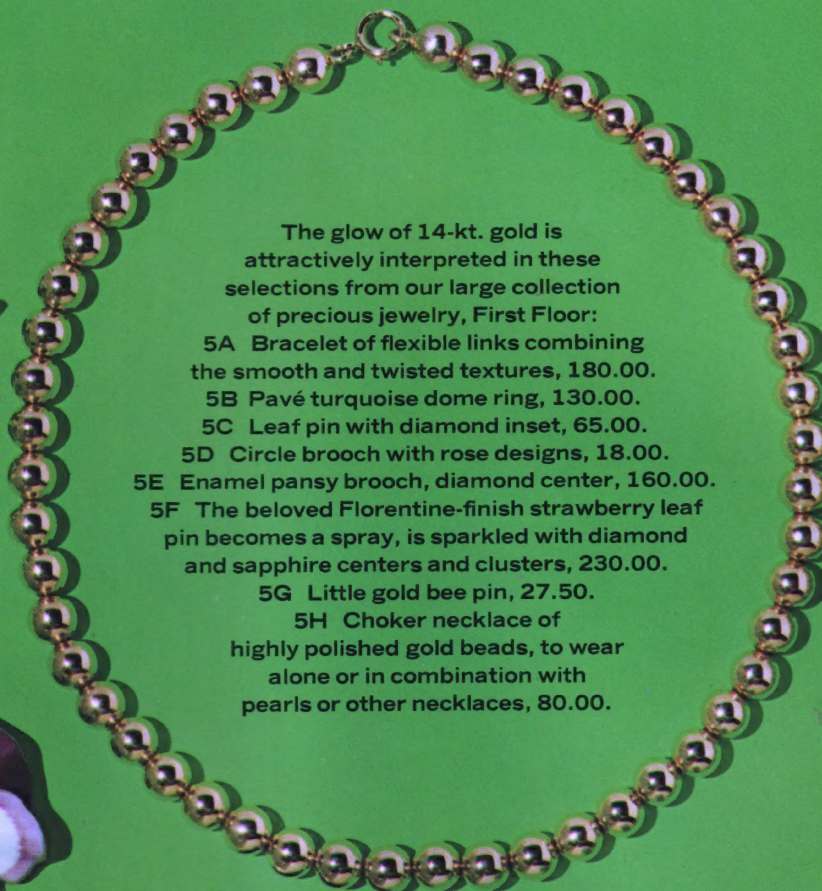 The glow of 14-kt. gold is
attractively interpreted in these
selections from our large collection
of precious jewelry, First Floor:
5A Bracelet of flexible links combining
the smooth and twisted textures, 180.00.
5B Pavé turquoise dome ring, 130.00.
5C Leaf pin with diamond inset, 65.00.
5D Circle brooch with rose designs, 18.00.
5E Enamel pansy brooch, diamond center, 160.00.
5F The beloved Florentine-finish strawberry leaf
pin becomes a spray, is sparkled with diamond
and sapphire centers and clusters, 230.00.
5G Little gold bee pin, 27.50.
5H Choker necklace of
highly polished gold beads, to wear
alone or in combination with
pearls or other necklaces, 80.00.